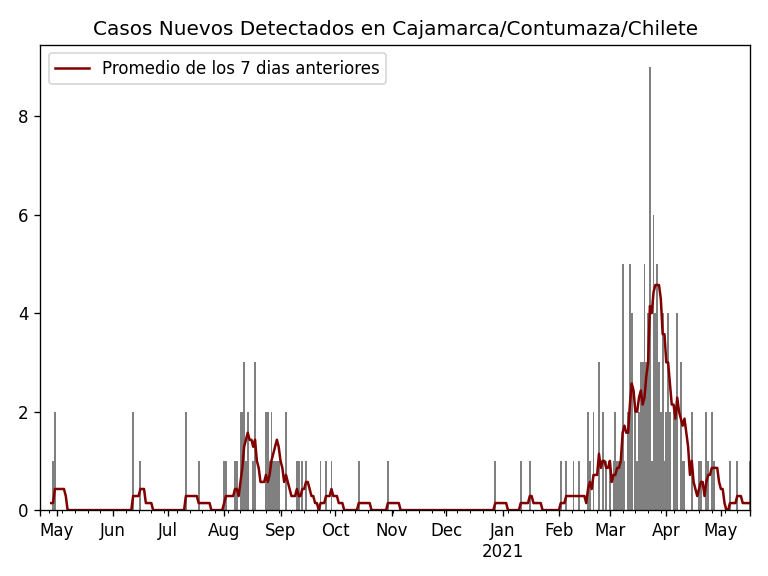 Casos Nuevos Detectados en Cajamarca/Contumaza/Chilete
Promedio de los 7 dias anteriores
8
6
4
2
0
May Jun Jul Aug Sep Oct Nov Dec Jan Feb Mar Apr May
2021